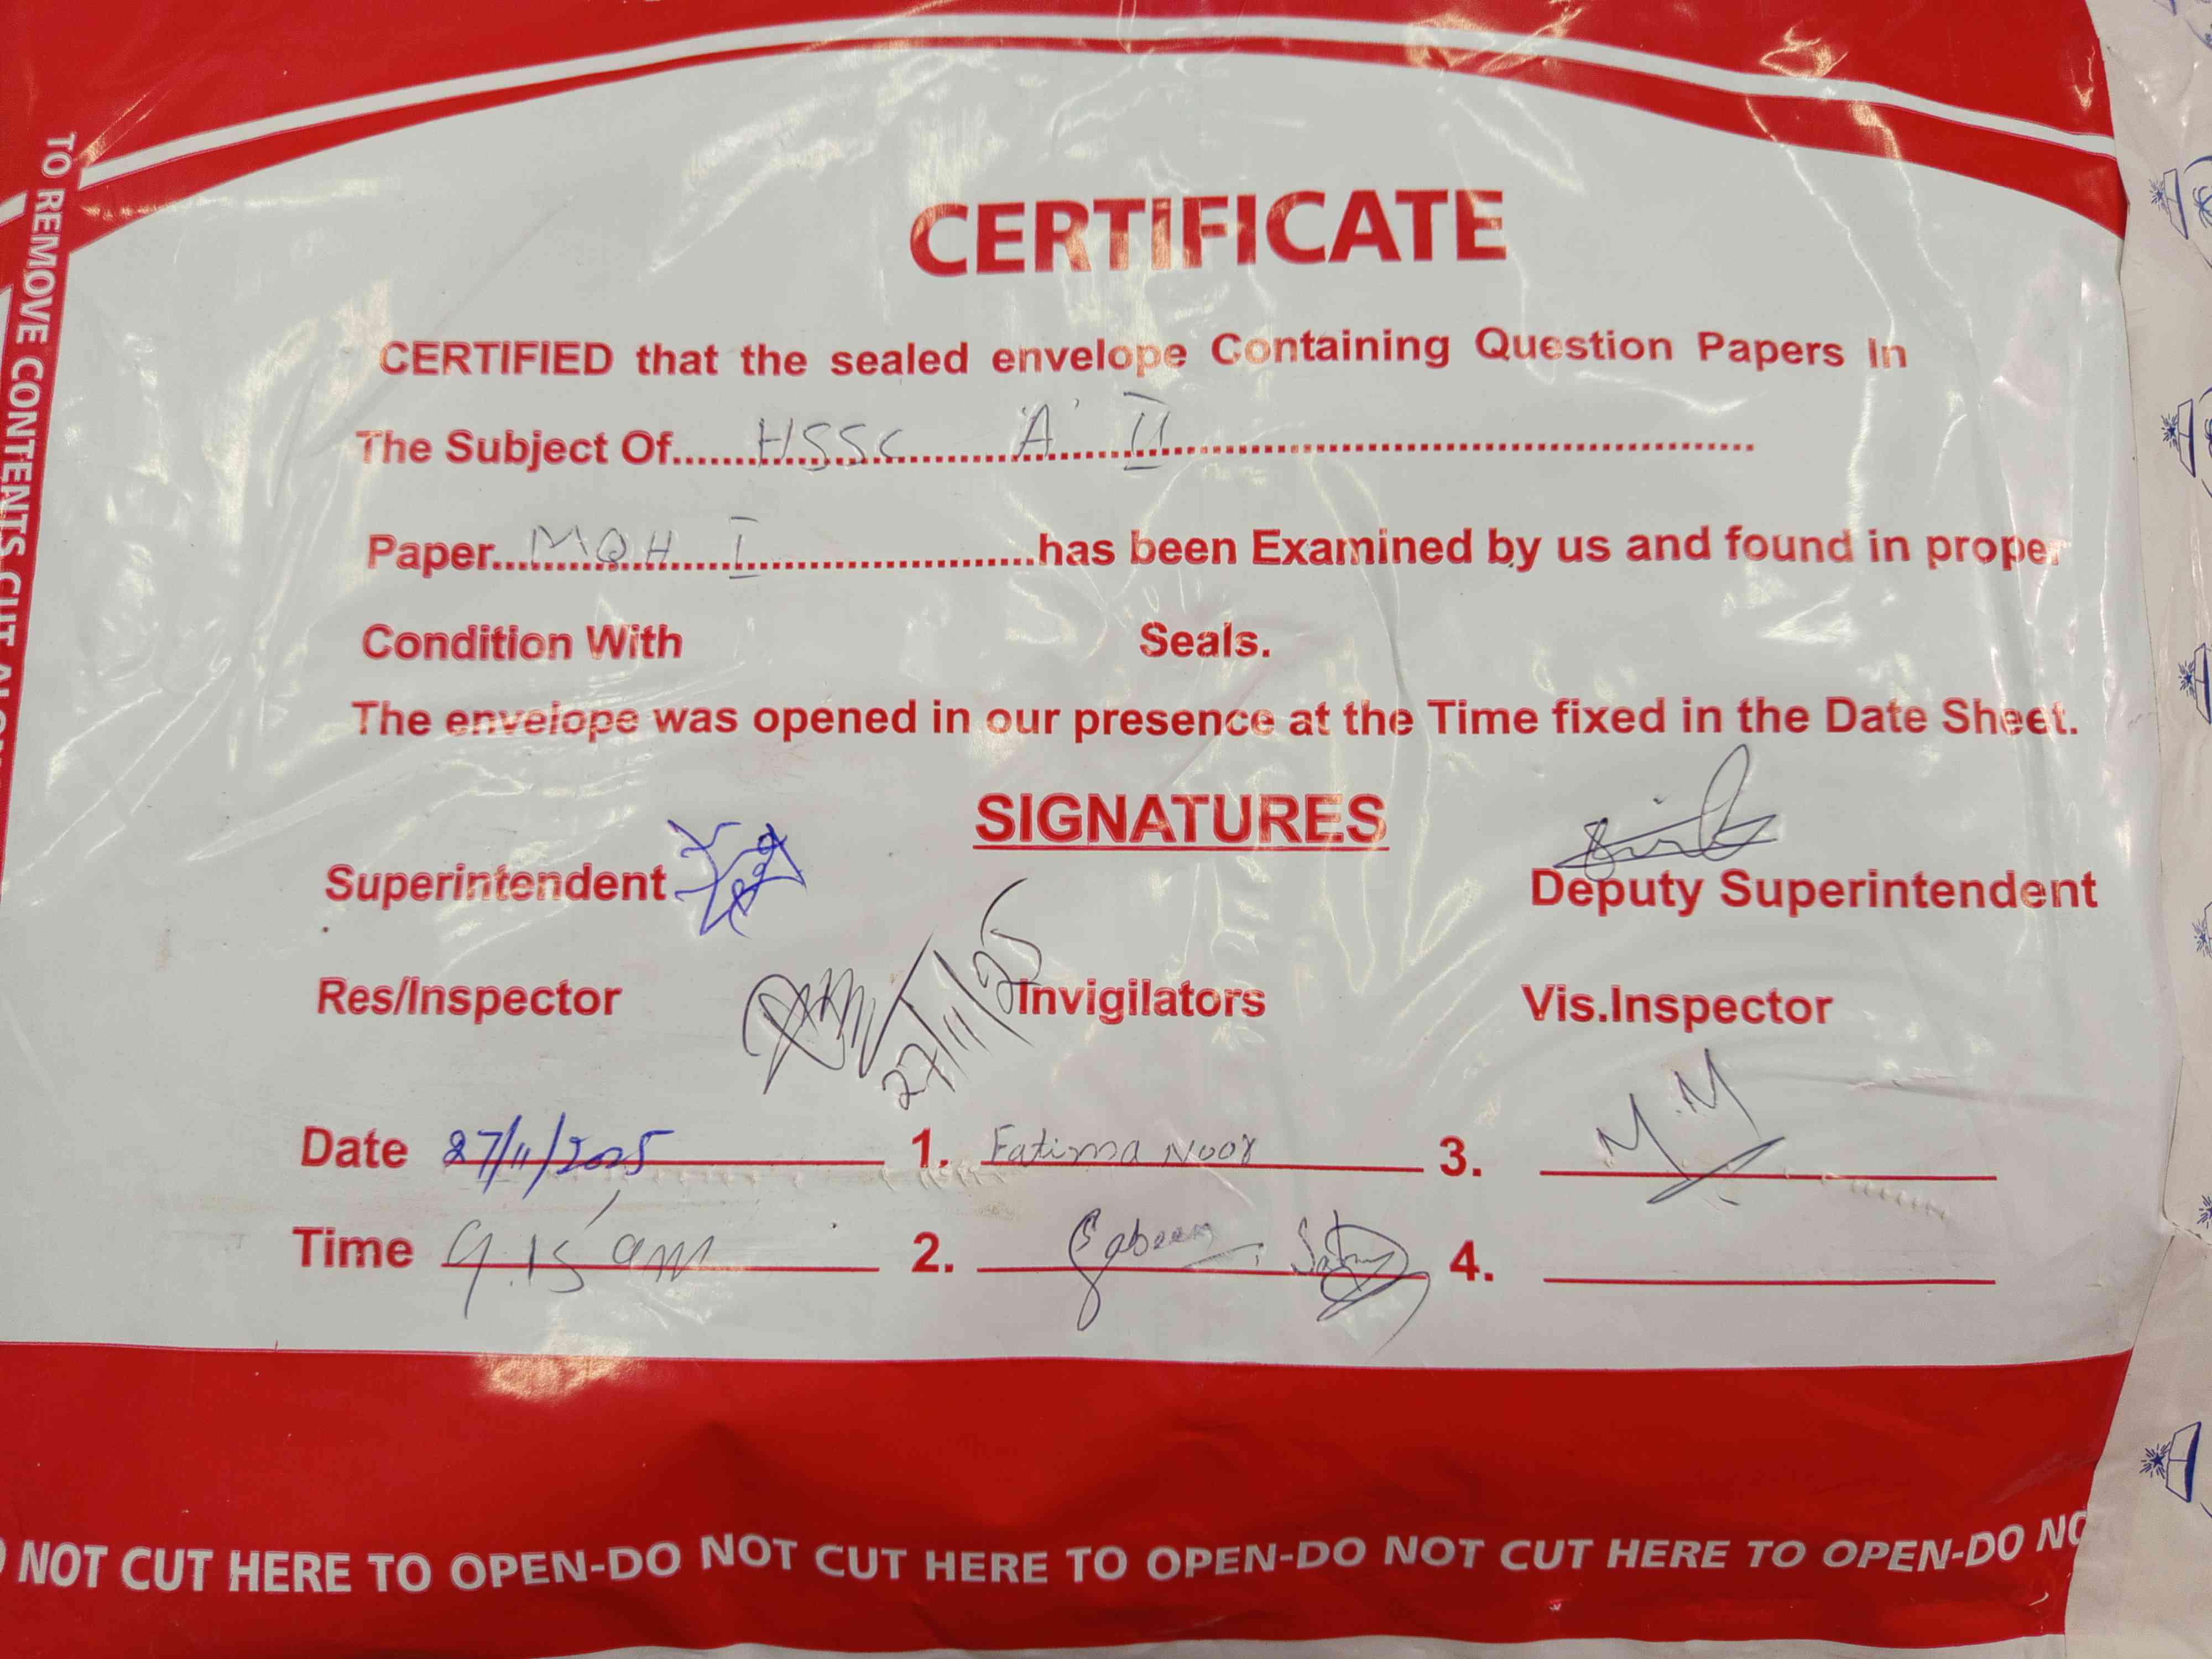 TO REMOVE CONTENTS CUT
CERTIFICATE
CERTIFIED that the sealed envelope Containing Question Papers In
The Subject Of......HSSC 'A' II......
Paper......MQH I......has been Examined by us and found in proper
Condition With Seals.
The envelope was opened in our presence at the Time fixed in the Date Sheet.
SIGNATURES
Superintendent Deputy Superintendent
Res/Inspector Invigilators Vis.Inspector
27/11/25
Date 27/11/2025 1. Fatima Noor 3. M.M
Time 9:15 am 2. 4.
NOT CUT HERE TO OPEN-DO NOT CUT HERE TO OPEN-DO NOT CUT HERE TO OPEN-DO NO